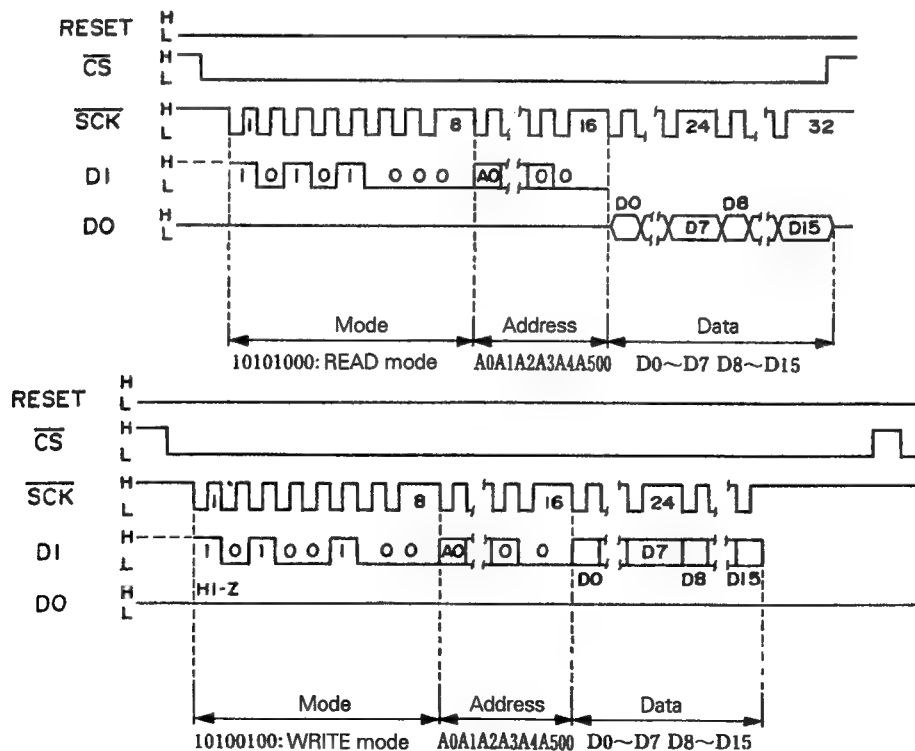 RESET H L
CS H L
SCK H L 1 8 16 24 32
DI H L 1 0 1 0 1 0 0 0 A0 0 0
DO H L D0 D7 D8 D15
Mode Address Data
10101000: READ mode A0A1A2A3A4A500 D0~D7 D8~D15
RESET H L
CS H L
SCK H L 1 8 16 24
DI H L 1 0 1 0 0 1 0 0 A0 0 0 D0 D7 D8 D15
DO H L HI-Z
Mode Address Data
10100100: WRITE mode A0A1A2A3A4A500 D0~D7 D8~D15